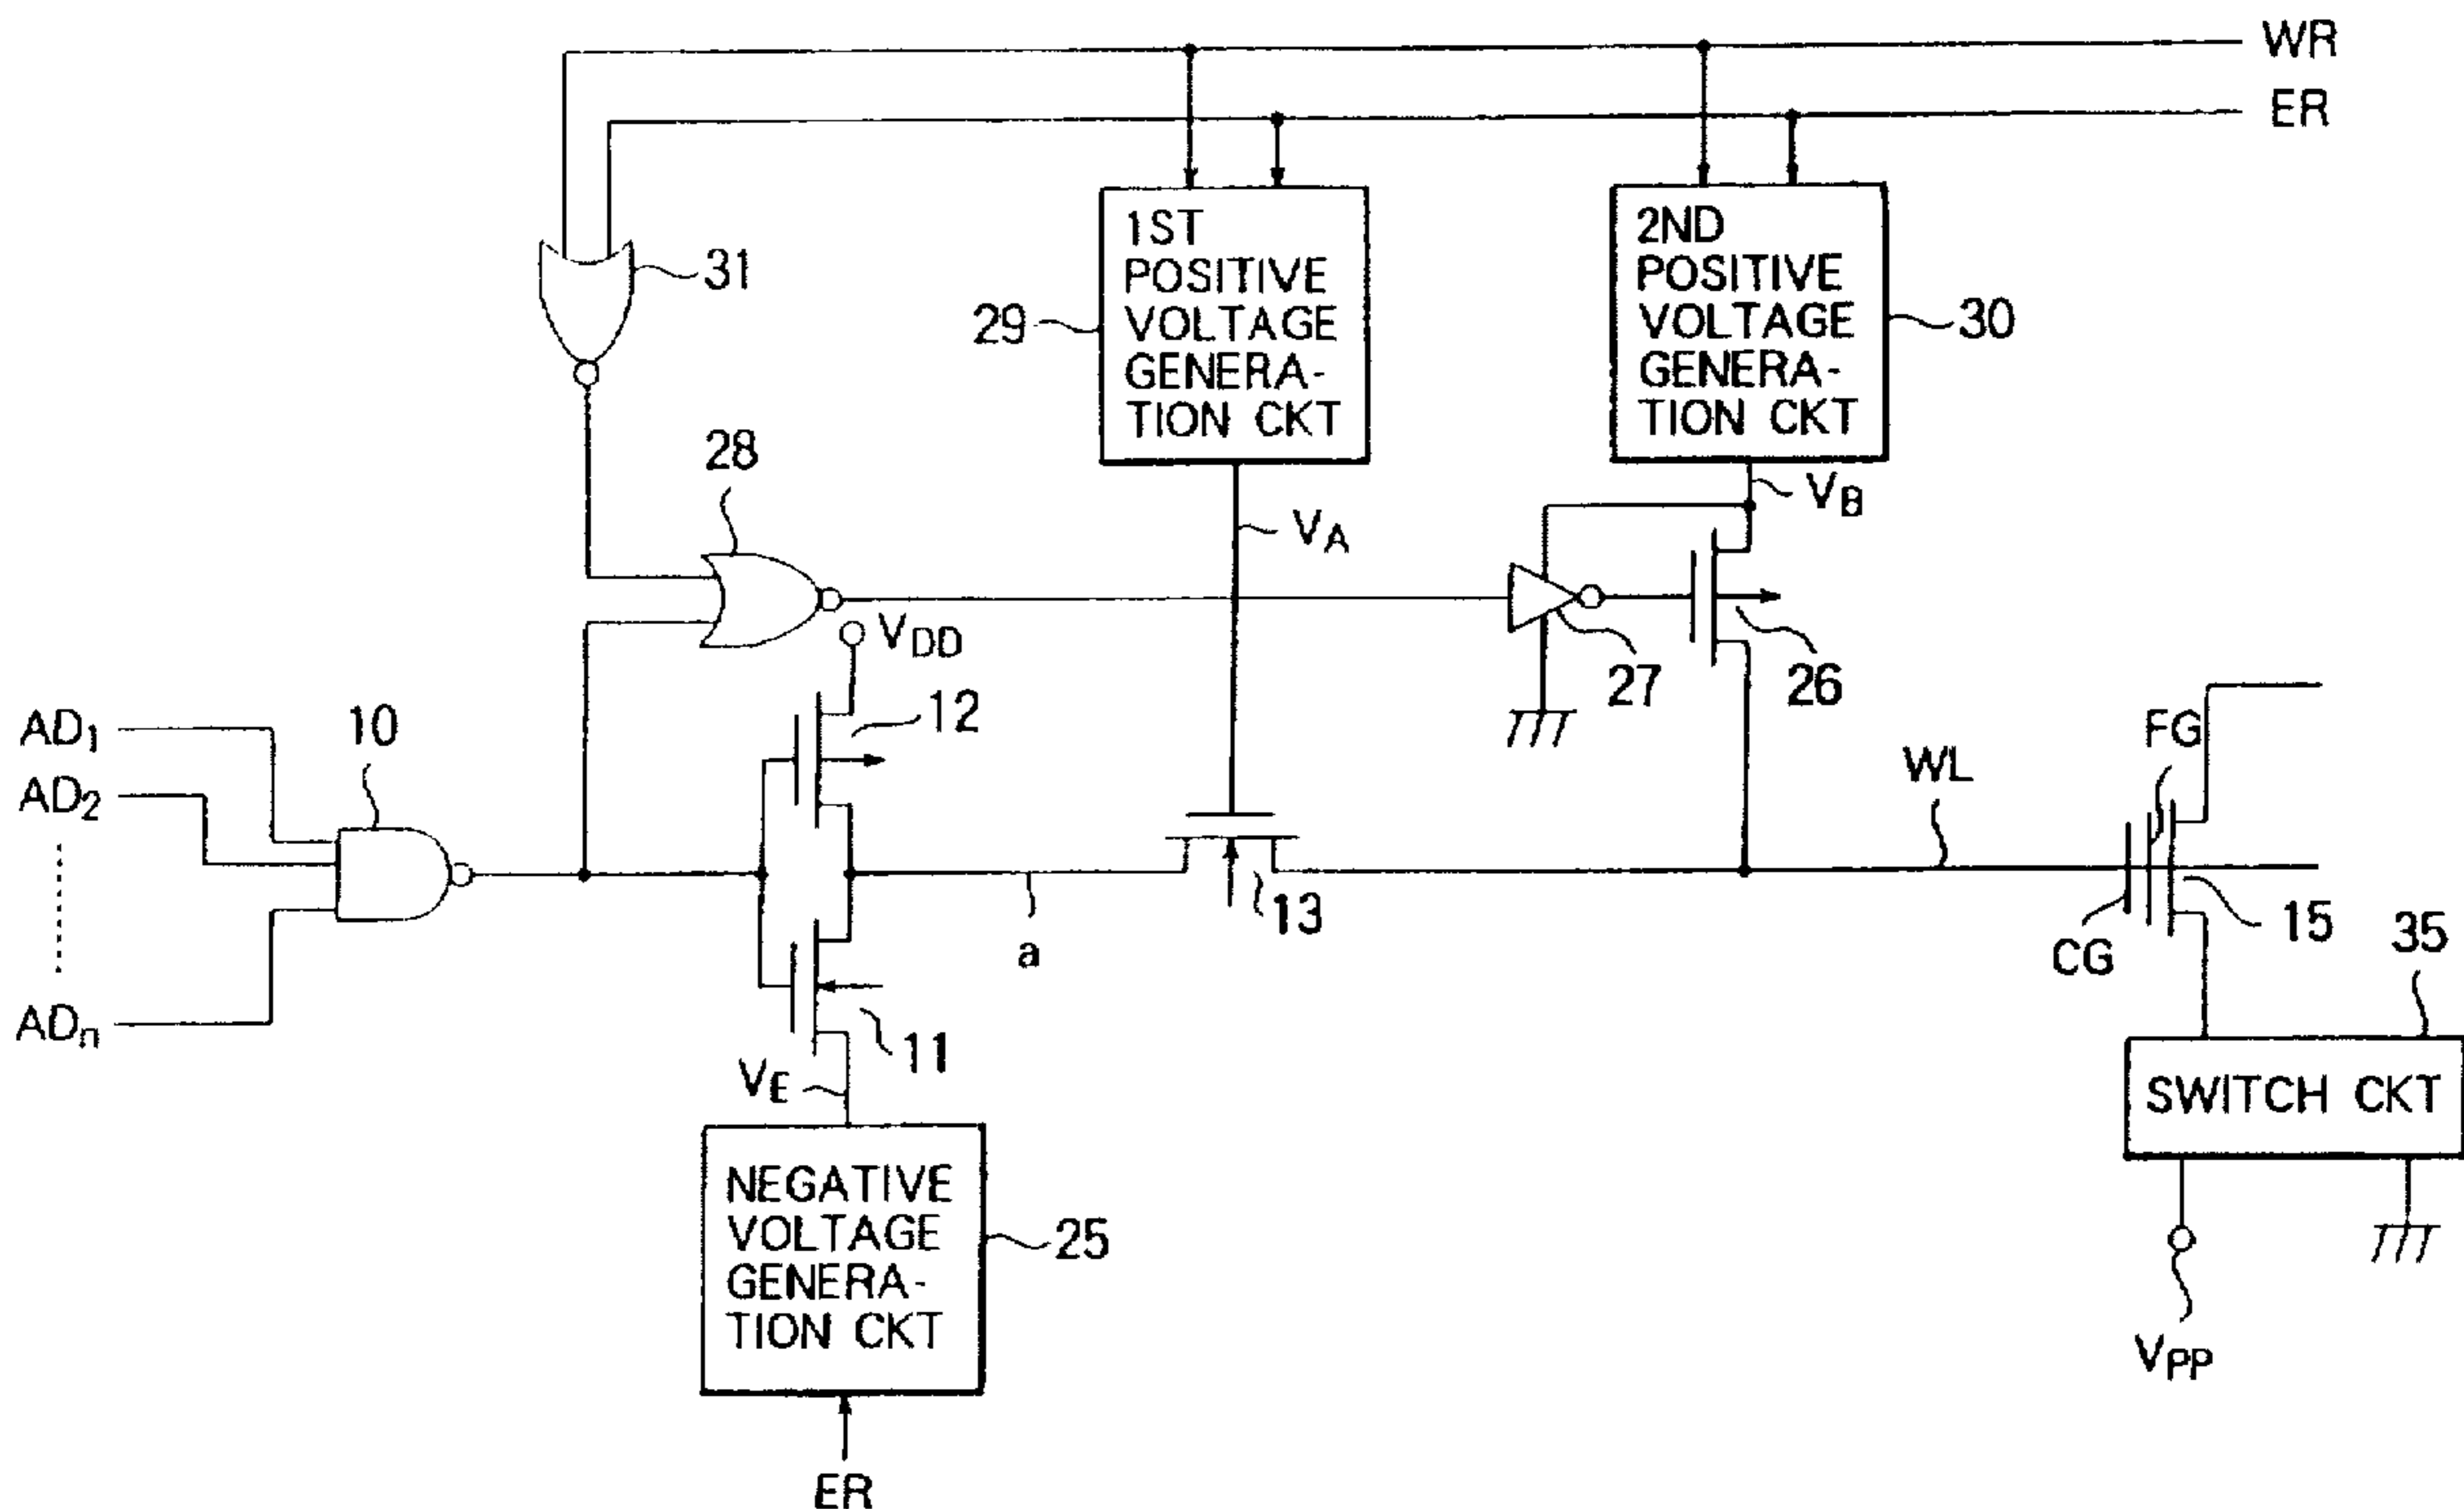 WR
ER
31
1ST
POSITIVE
VOLTAGE
GENERA-
TION CKT
29
2ND
POSITIVE
VOLTAGE
GENERA-
TION CKT
30
28
VA
VB
VDD
27
26
AD1
AD2
ADn
10
12
FG
WL
13
a
11
CG
15
35
SWITCH CKT
VE
NEGATIVE
VOLTAGE
GENERA-
TION CKT
25
VPP
ER